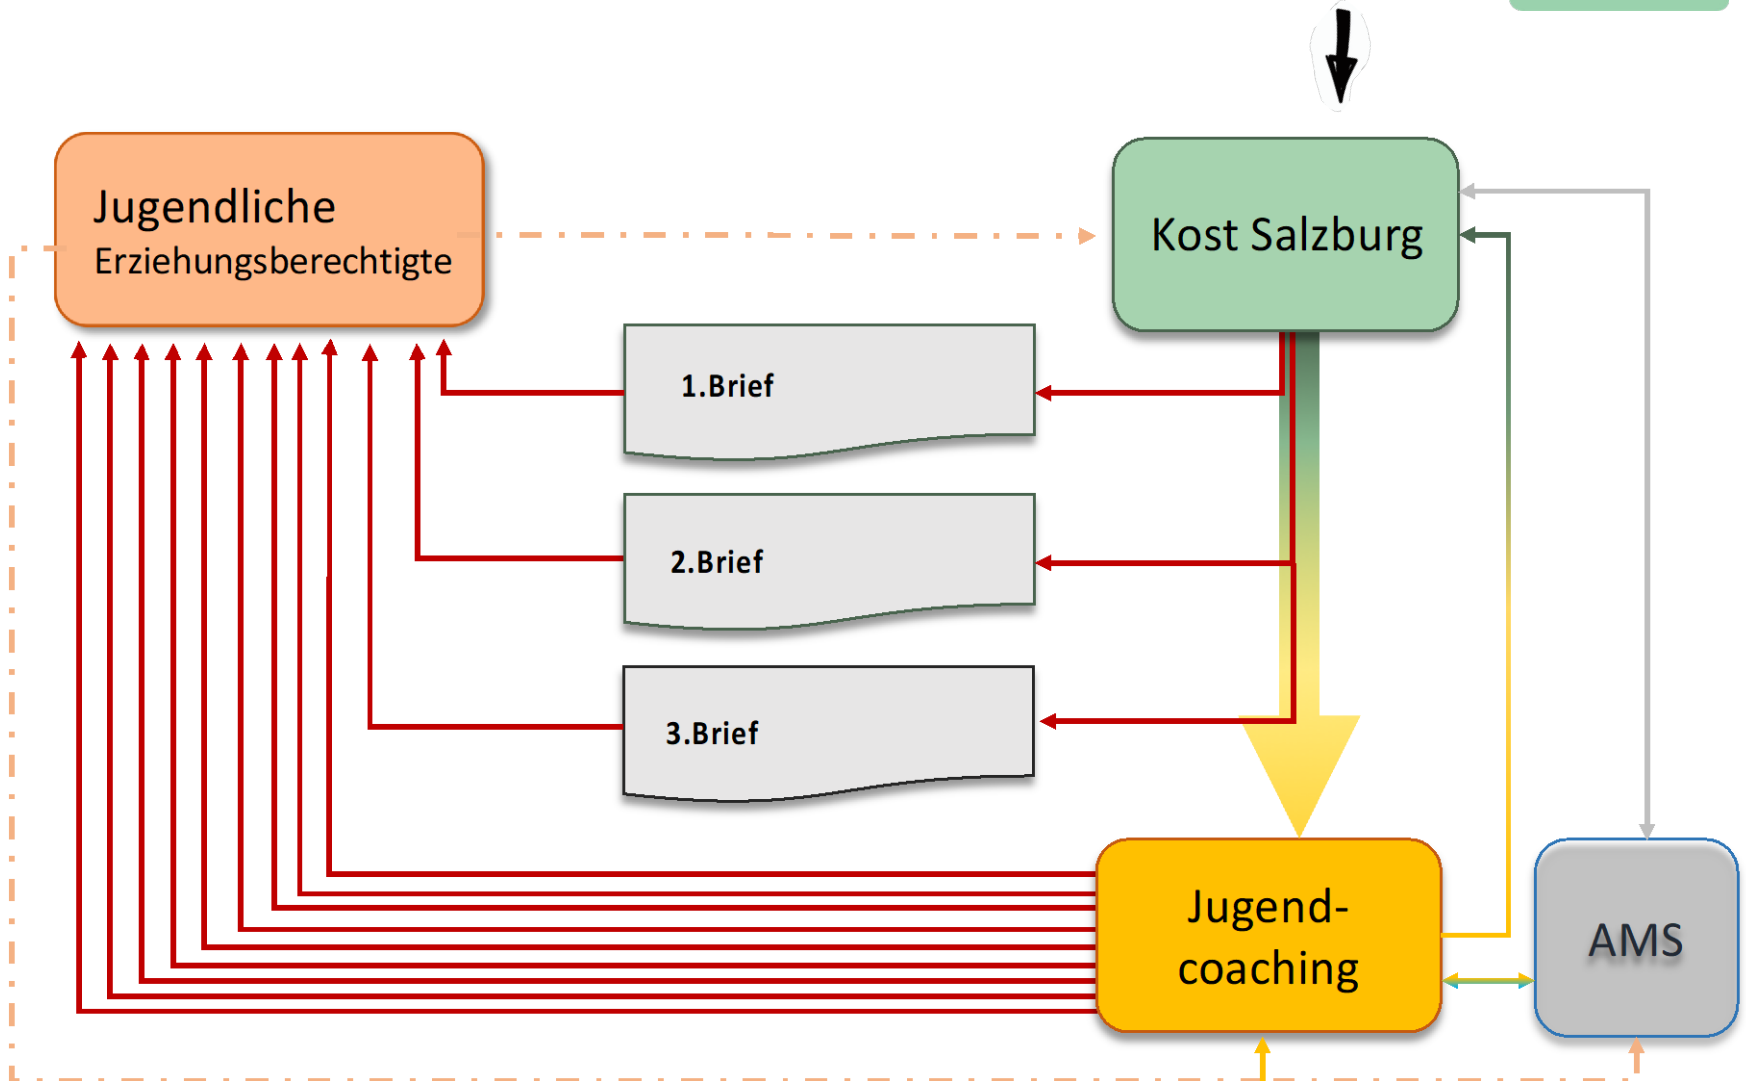 Jugendliche
Erziehungsberechtigte
Kost Salzburg
1.Brief
2.Brief
3.Brief
Jugend-
coaching
AMS